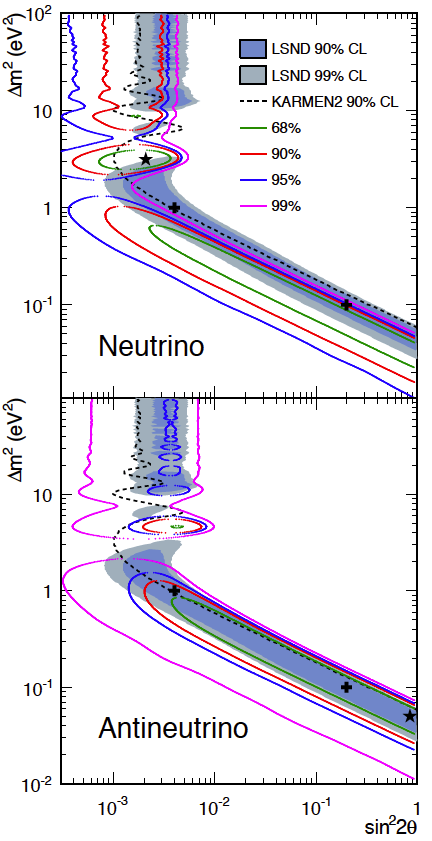 Δm² (eV²)
10²
10
1
10⁻¹
LSND 90% CL
LSND 99% CL
KARMEN2 90% CL
68%
90%
95%
99%
Neutrino
Δm² (eV²)
10
1
10⁻¹
10⁻²
Antineutrino
10⁻³ 10⁻² 10⁻¹ 1
sin²2θ